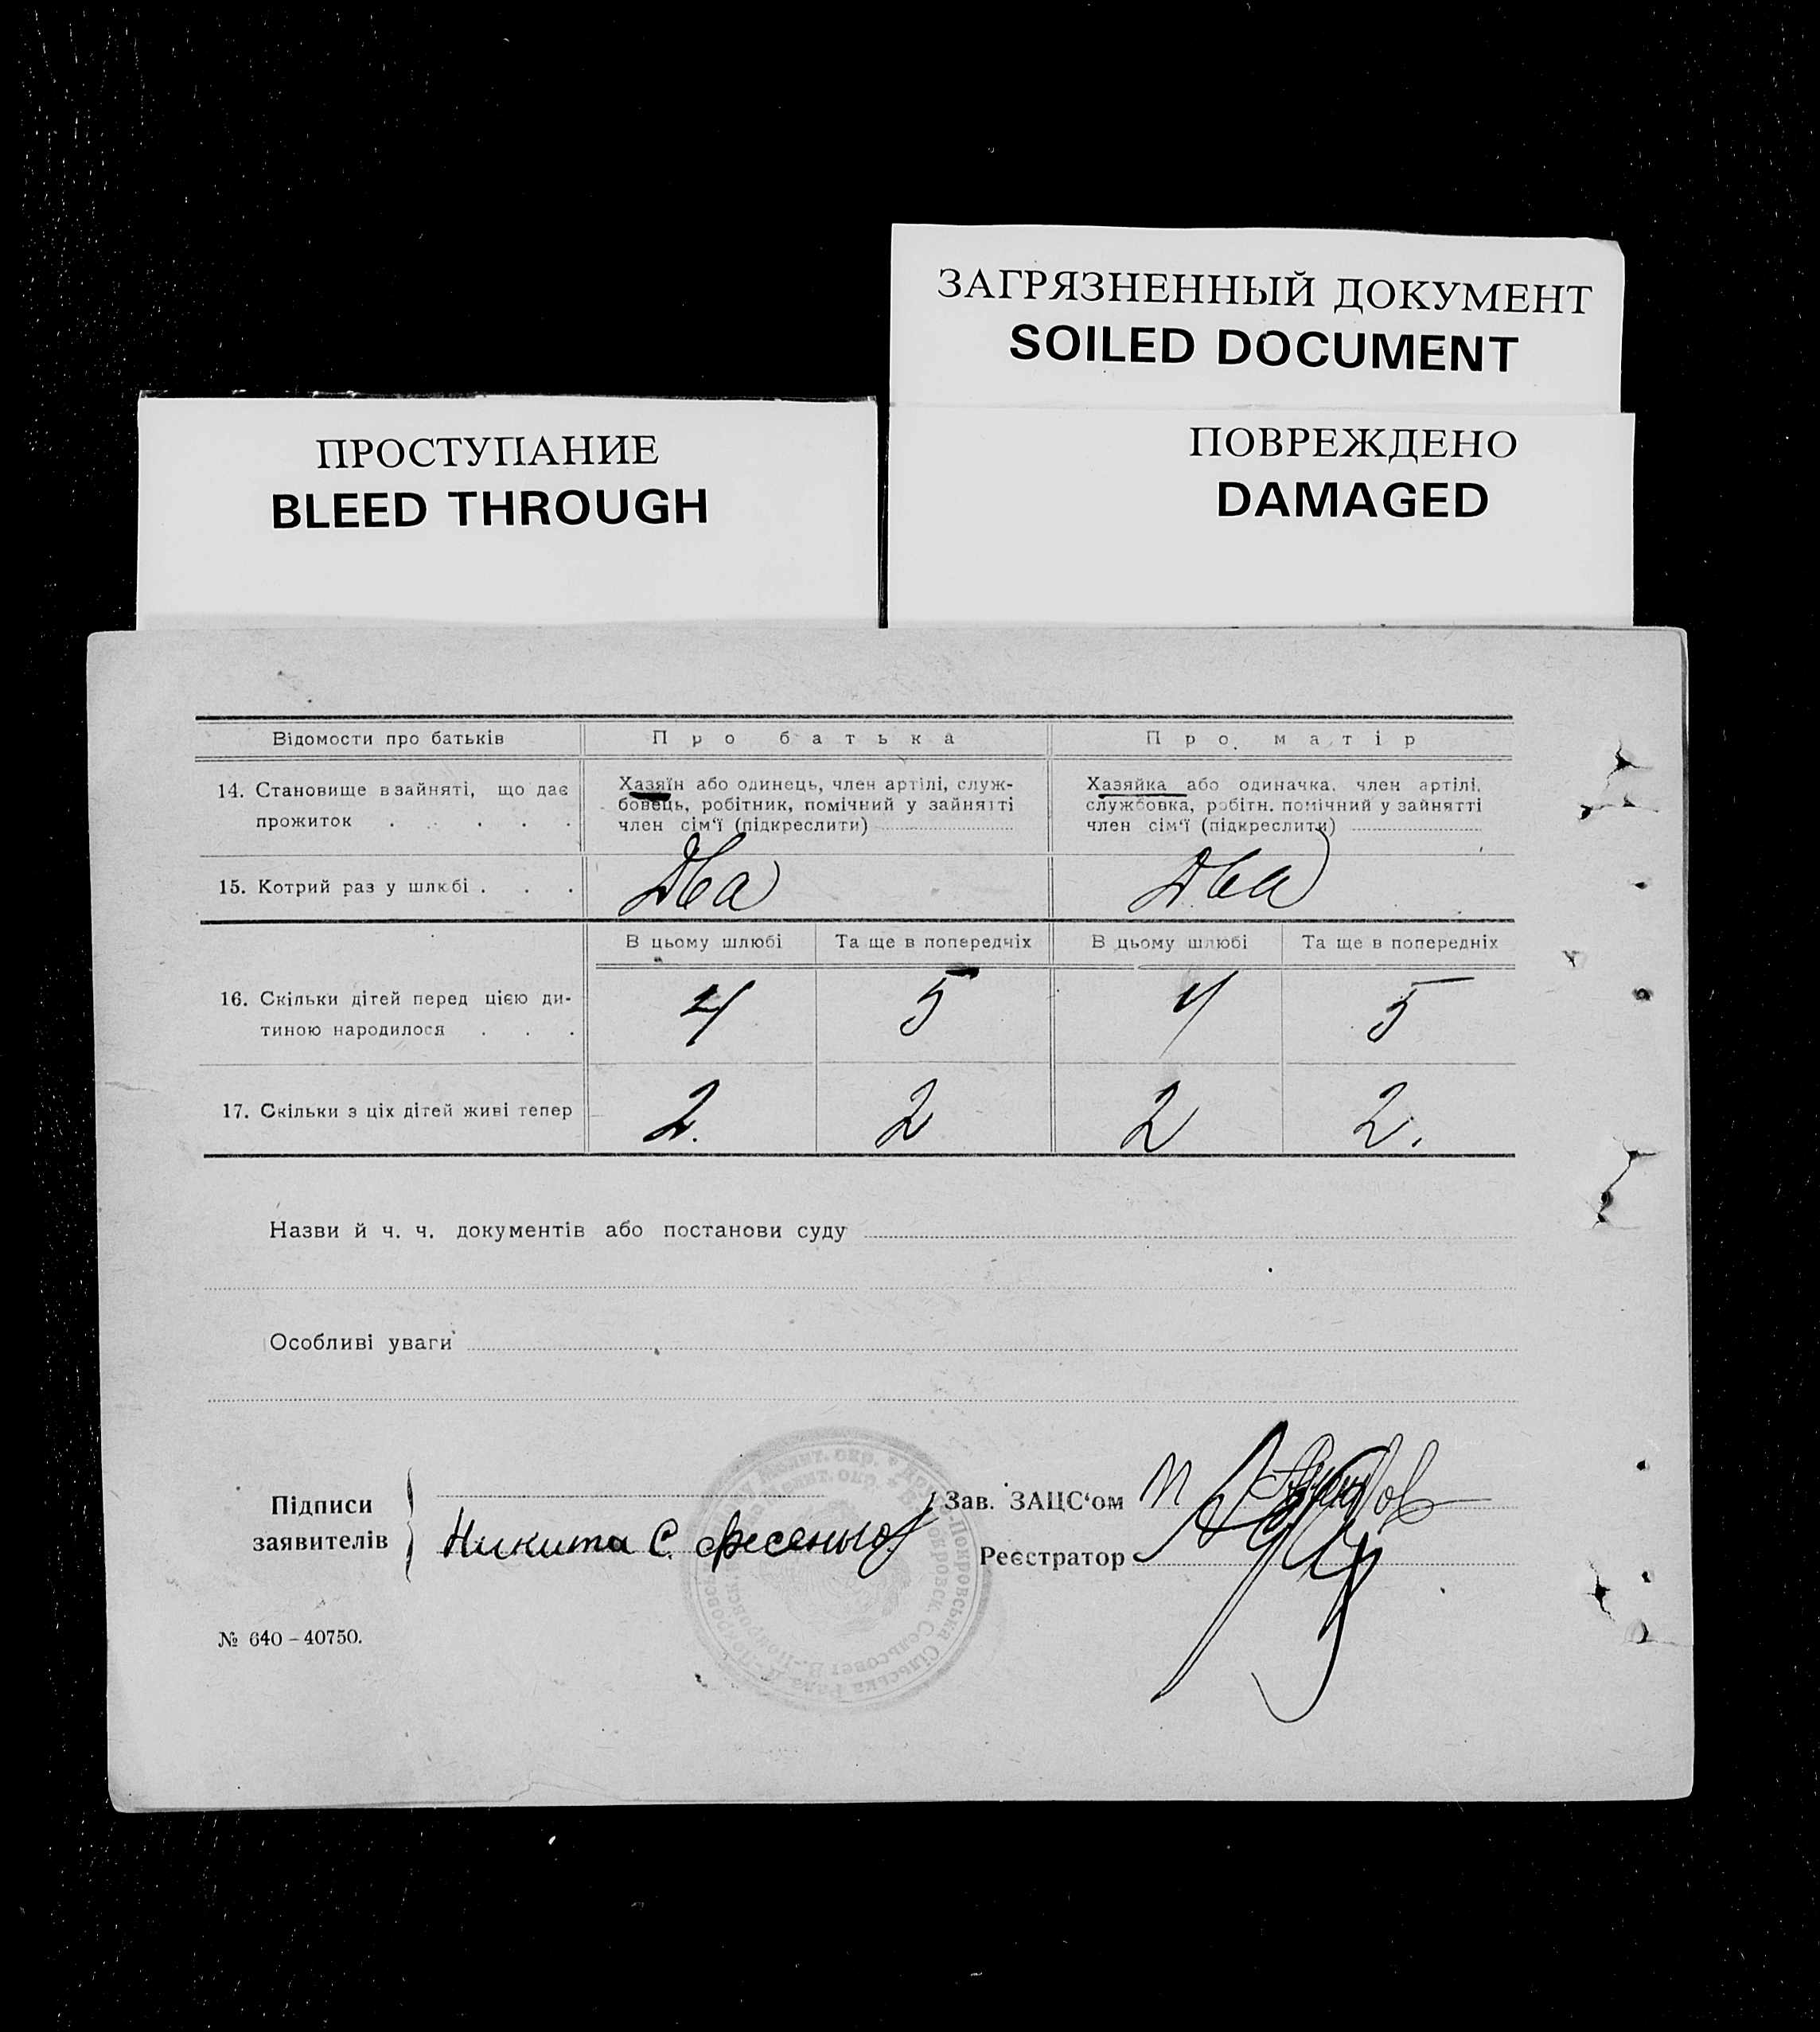 ЗАГРЯЗНЕННЫЙ ДОКУМЕНТ
SOILED DOCUMENT
ПРОСТУПАНИЕ
BLEED THROUGH
ПОВРЕЖДЕНО
DAMAGED
Відомости про батьків Про батька Про матір
14. Становище в зайняті, що дає прожиток . . . . .
Хазяїн або одинець, член артілі, служ-
бовець, робітник, помічний у зайнятті
член сім'ї (підкреслити)
Хазяйка або одиначка, член артілі,
службовка, робітн. помічний у зайнятті
член сім'ї (підкреслити)
15. Котрий раз у шлюбі . . . Два Два
В цьому шлюбі Та ще в попередніх В цьому шлюбі Та ще в попередніх
16. Скільки дітей перед цією ди-
тиною народилося . . . 4 5 4 5
17. Скільки з ціх дітей живі тепер 2. 2 2 2.
Назви й ч. ч. документів або постанови суду
Особливі уваги
Підписи
заявителів
Никита С.
Зав. ЗАЦС'ом
Реєстратор
№ 640-40750.